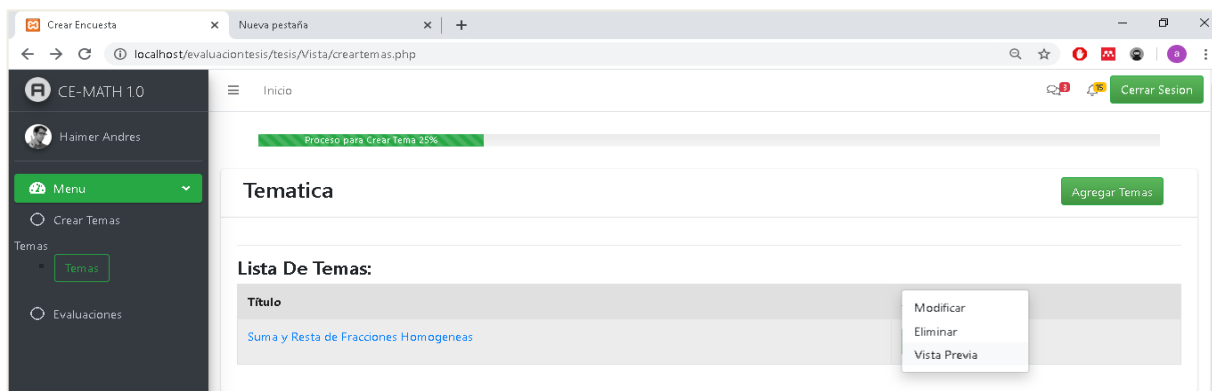 Crear Encuesta
Nueva pestaña
localhost/evaluaciontesis/tesis/Vista/creartemas.php
a
CE-MATH 1.0
Inicio
3
15
Cerrar Sesion
Haimer Andres
Proceso para Crear Tema 25%
Menu
Tematica
Agregar Temas
Crear Temas
Temas
Temas
Lista De Temas:
Evaluaciones
Título
Modificar
Suma y Resta de Fracciones Homogeneas
Eliminar
Vista Previa